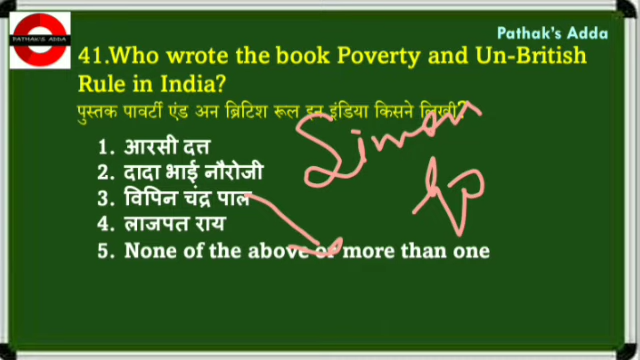 Pathak's Adda
PATHAK'S ADDA
41.Who wrote the book Poverty and Un-British
Rule in India?
पुस्तक पावर्टी एंड अन ब्रिटिश रूल इन इंडिया किसने लिखी?
Simon
go
1. आरसी दत्त
2. दादा भाई नौरोजी
3. विपिन चंद्र पाल
4. लाजपत राय
5. None of the above or more than one